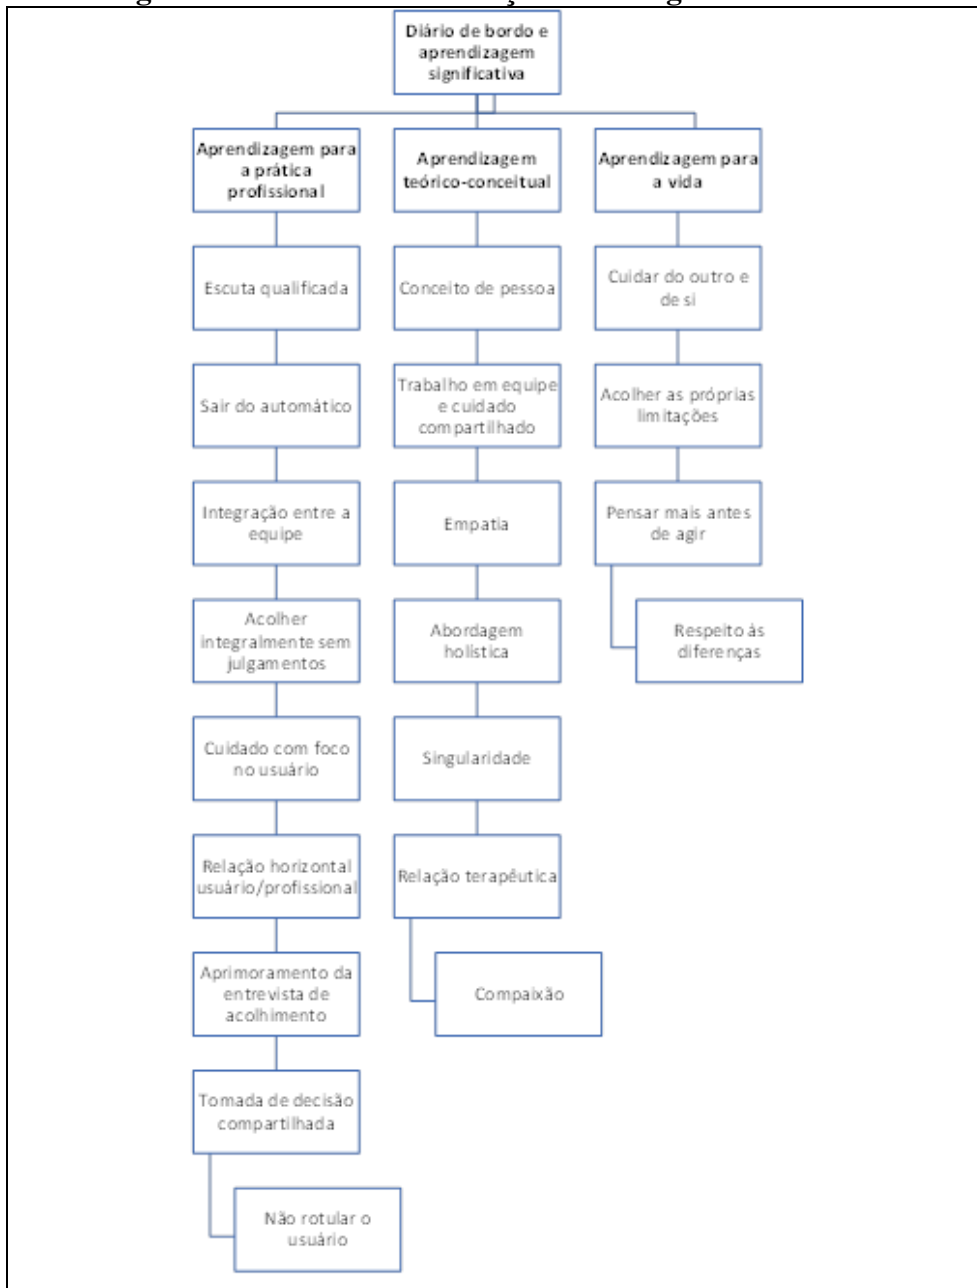 Diário de bordo e
aprendizagem
significativa
Aprendizagem para
a prática
profissional
Escuta qualificada
Sair do automático
Integração entre a
equipe
Acolher
integralmente sem
julgamentos
Cuidado com foco
no usuário
Relação horizontal
usuário/profissional
Aprimoramento da
entrevista de
acolhimento
Tomada de decisão
compartilhada
Não rotular o
usuário
Aprendizagem
teórico-conceitual
Conceito de pessoa
Trabalho em equipe
e cuidado
compartilhado
Empatia
Abordagem
holística
Singularidade
Relação terapêutica
Compaixão
Aprendizagem para
a vida
Cuidar do outro e
de si
Acolher as próprias
limitações
Pensar mais antes
de agir
Respeito às
diferenças